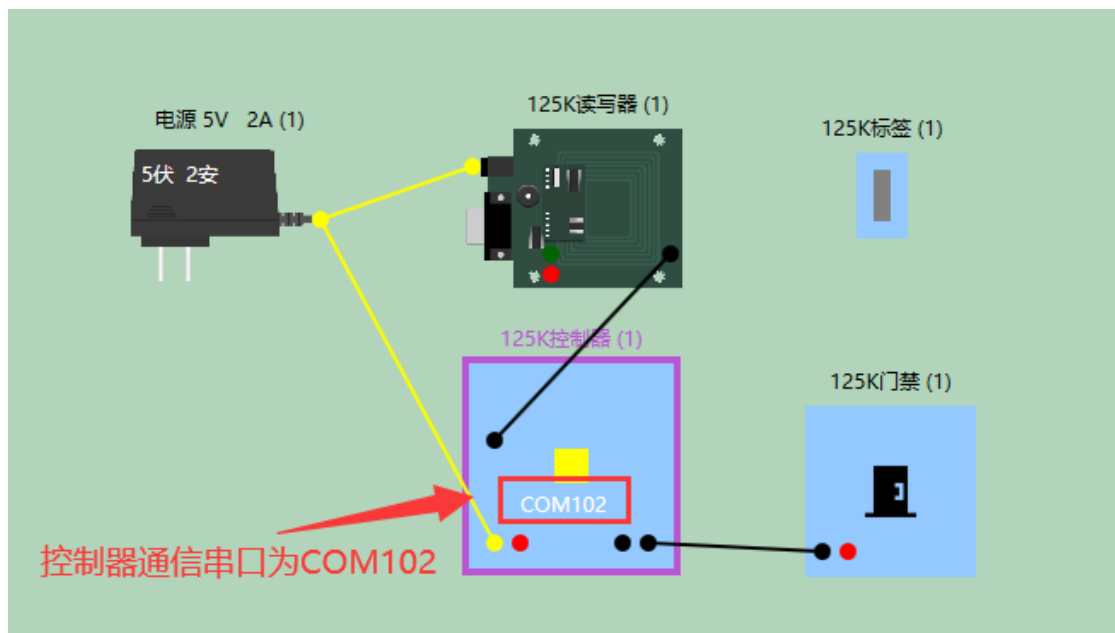 125K读写器 (1)
电源 5V 2A (1)
125K标签 (1)
5伏 2安
125K控制器 (1)
125K门禁 (1)
COM102
控制器通信串口为COM102